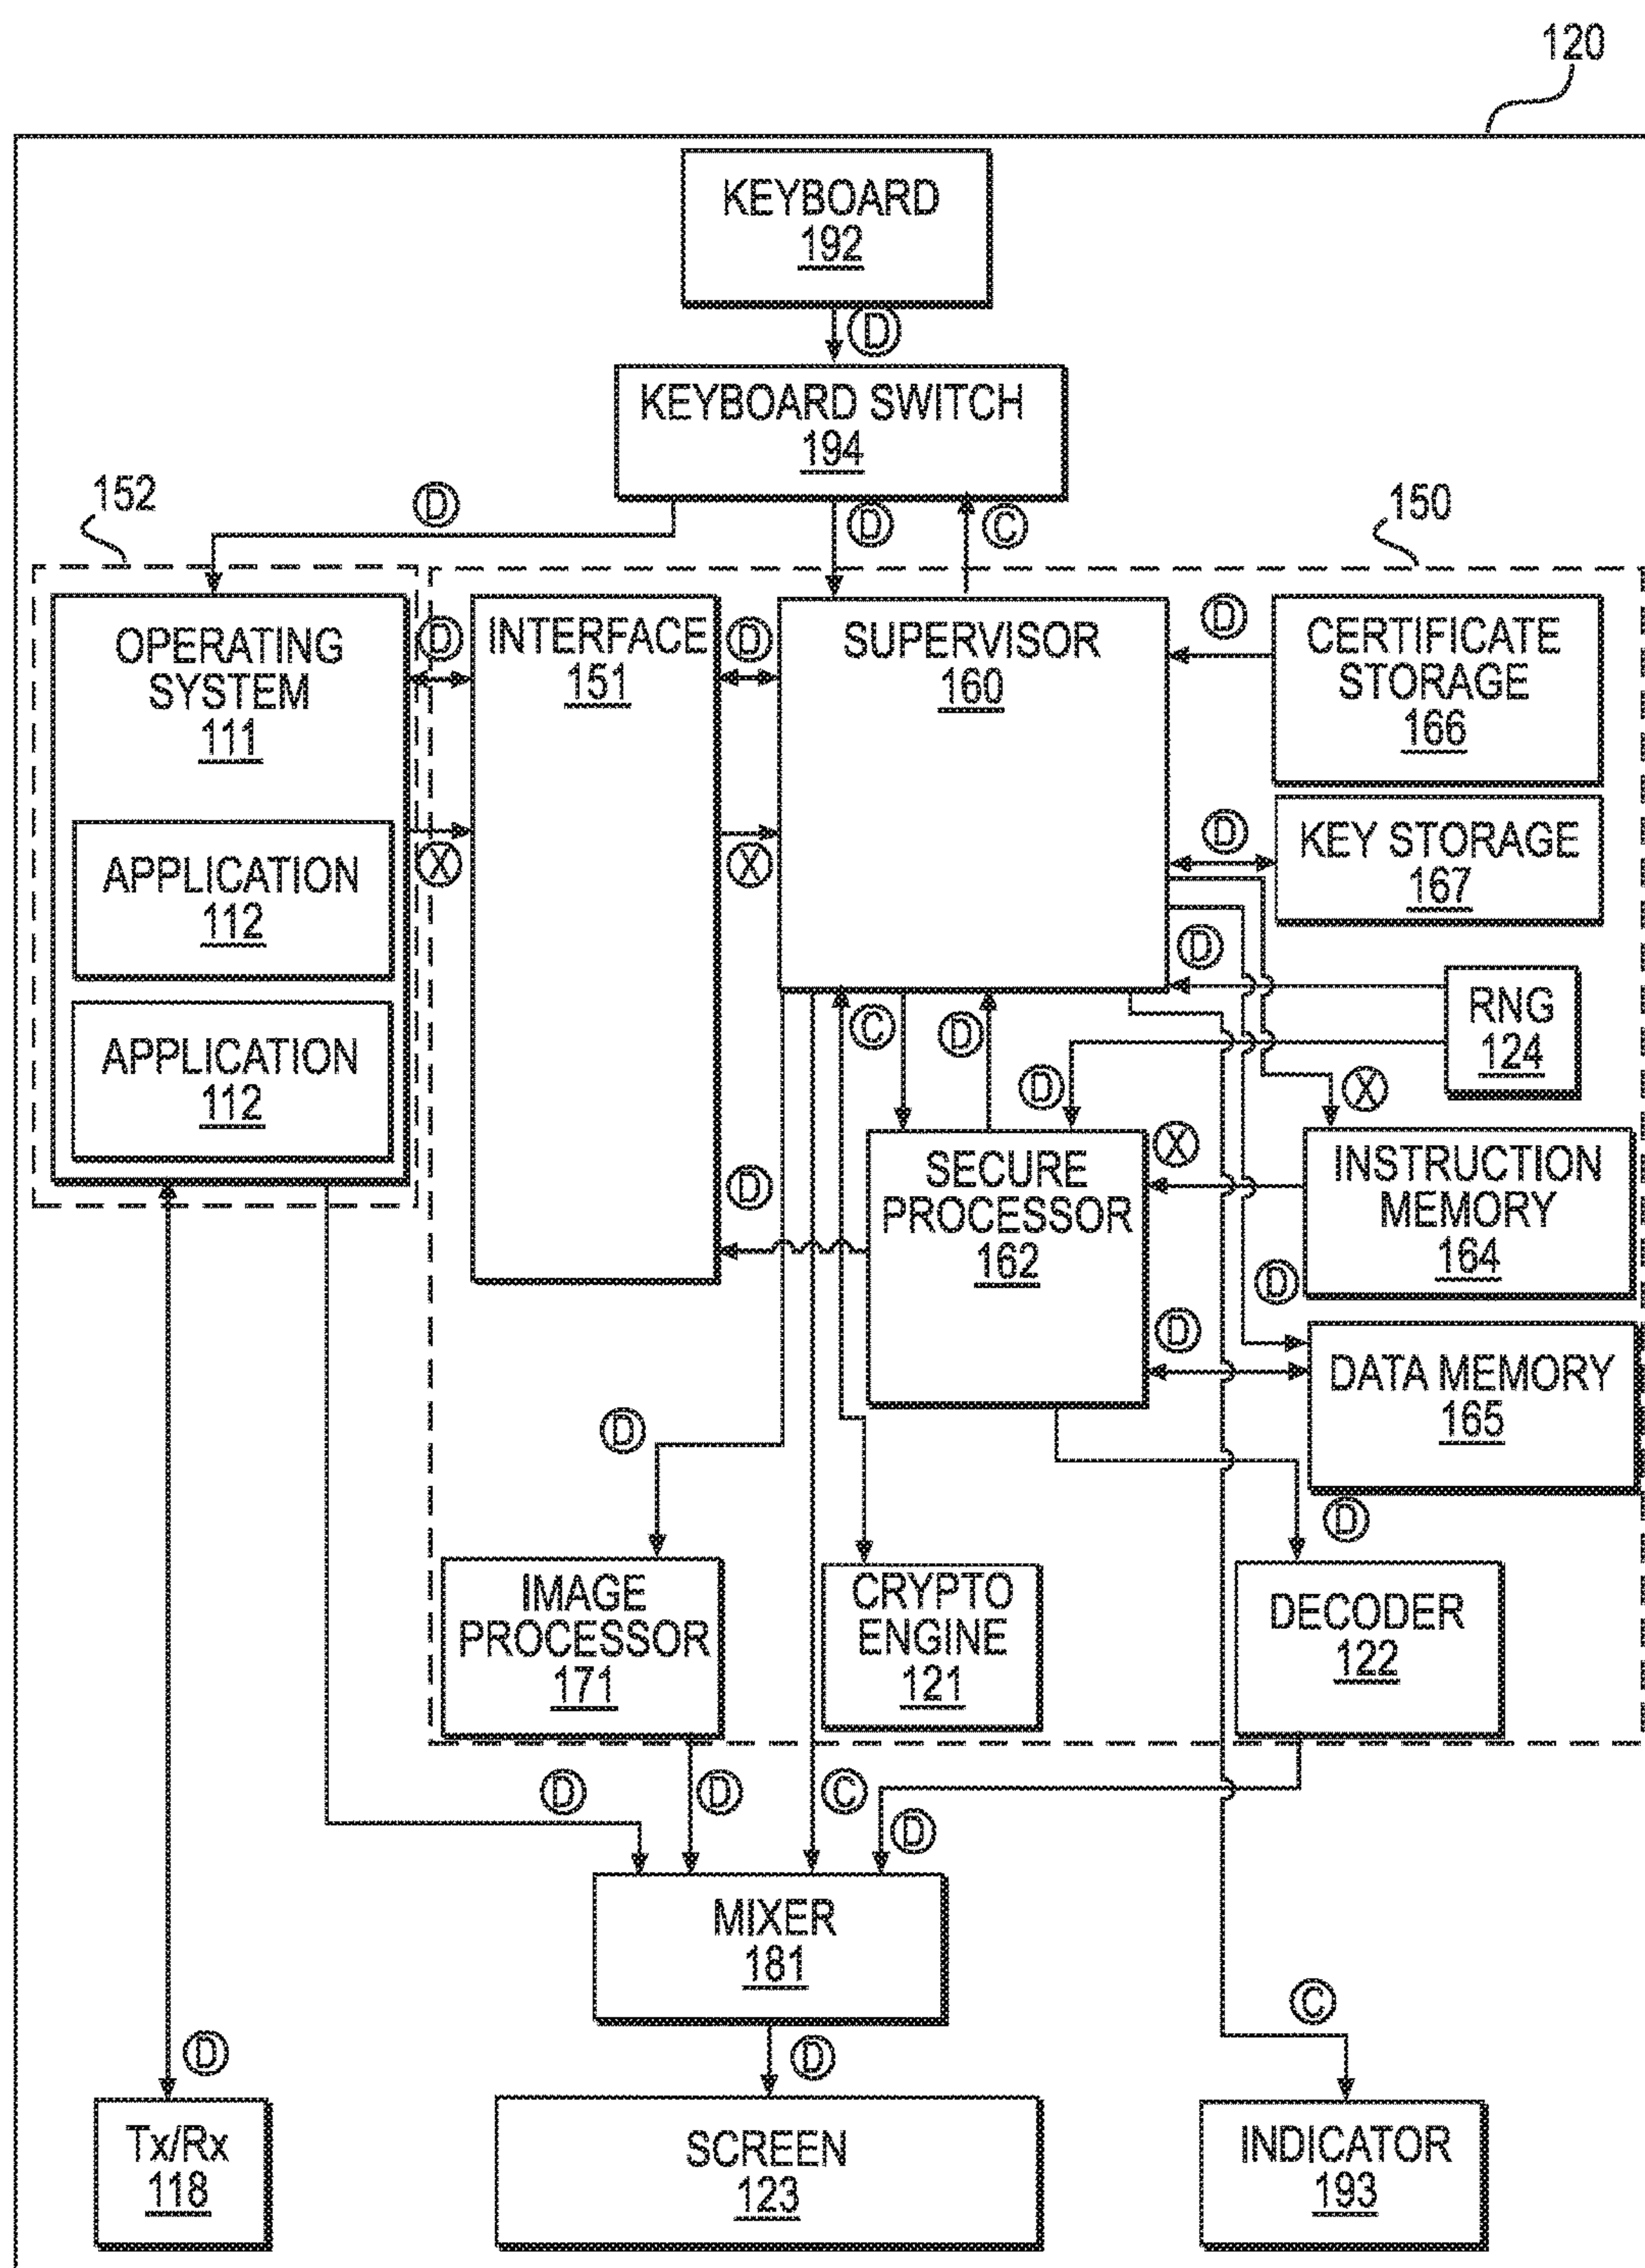 120
KEYBOARD
192
D
KEYBOARD SWITCH
194
152
D
D
C
150
OPERATING
SYSTEM
111
D
INTERFACE
151
D
SUPERVISOR
160
D
CERTIFICATE
STORAGE
166
X
X
D
KEY STORAGE
167
APPLICATION
112
D
RNG
124
APPLICATION
112
C
D
D
X
D
SECURE
PROCESSOR
162
X
INSTRUCTION
MEMORY
164
D
D
DATA MEMORY
165
D
D
IMAGE
PROCESSOR
171
CRYPTO
ENGINE
121
DECODER
122
D
D
C
D
MIXER
181
D
D
C
Tx/Rx
118
SCREEN
123
INDICATOR
193